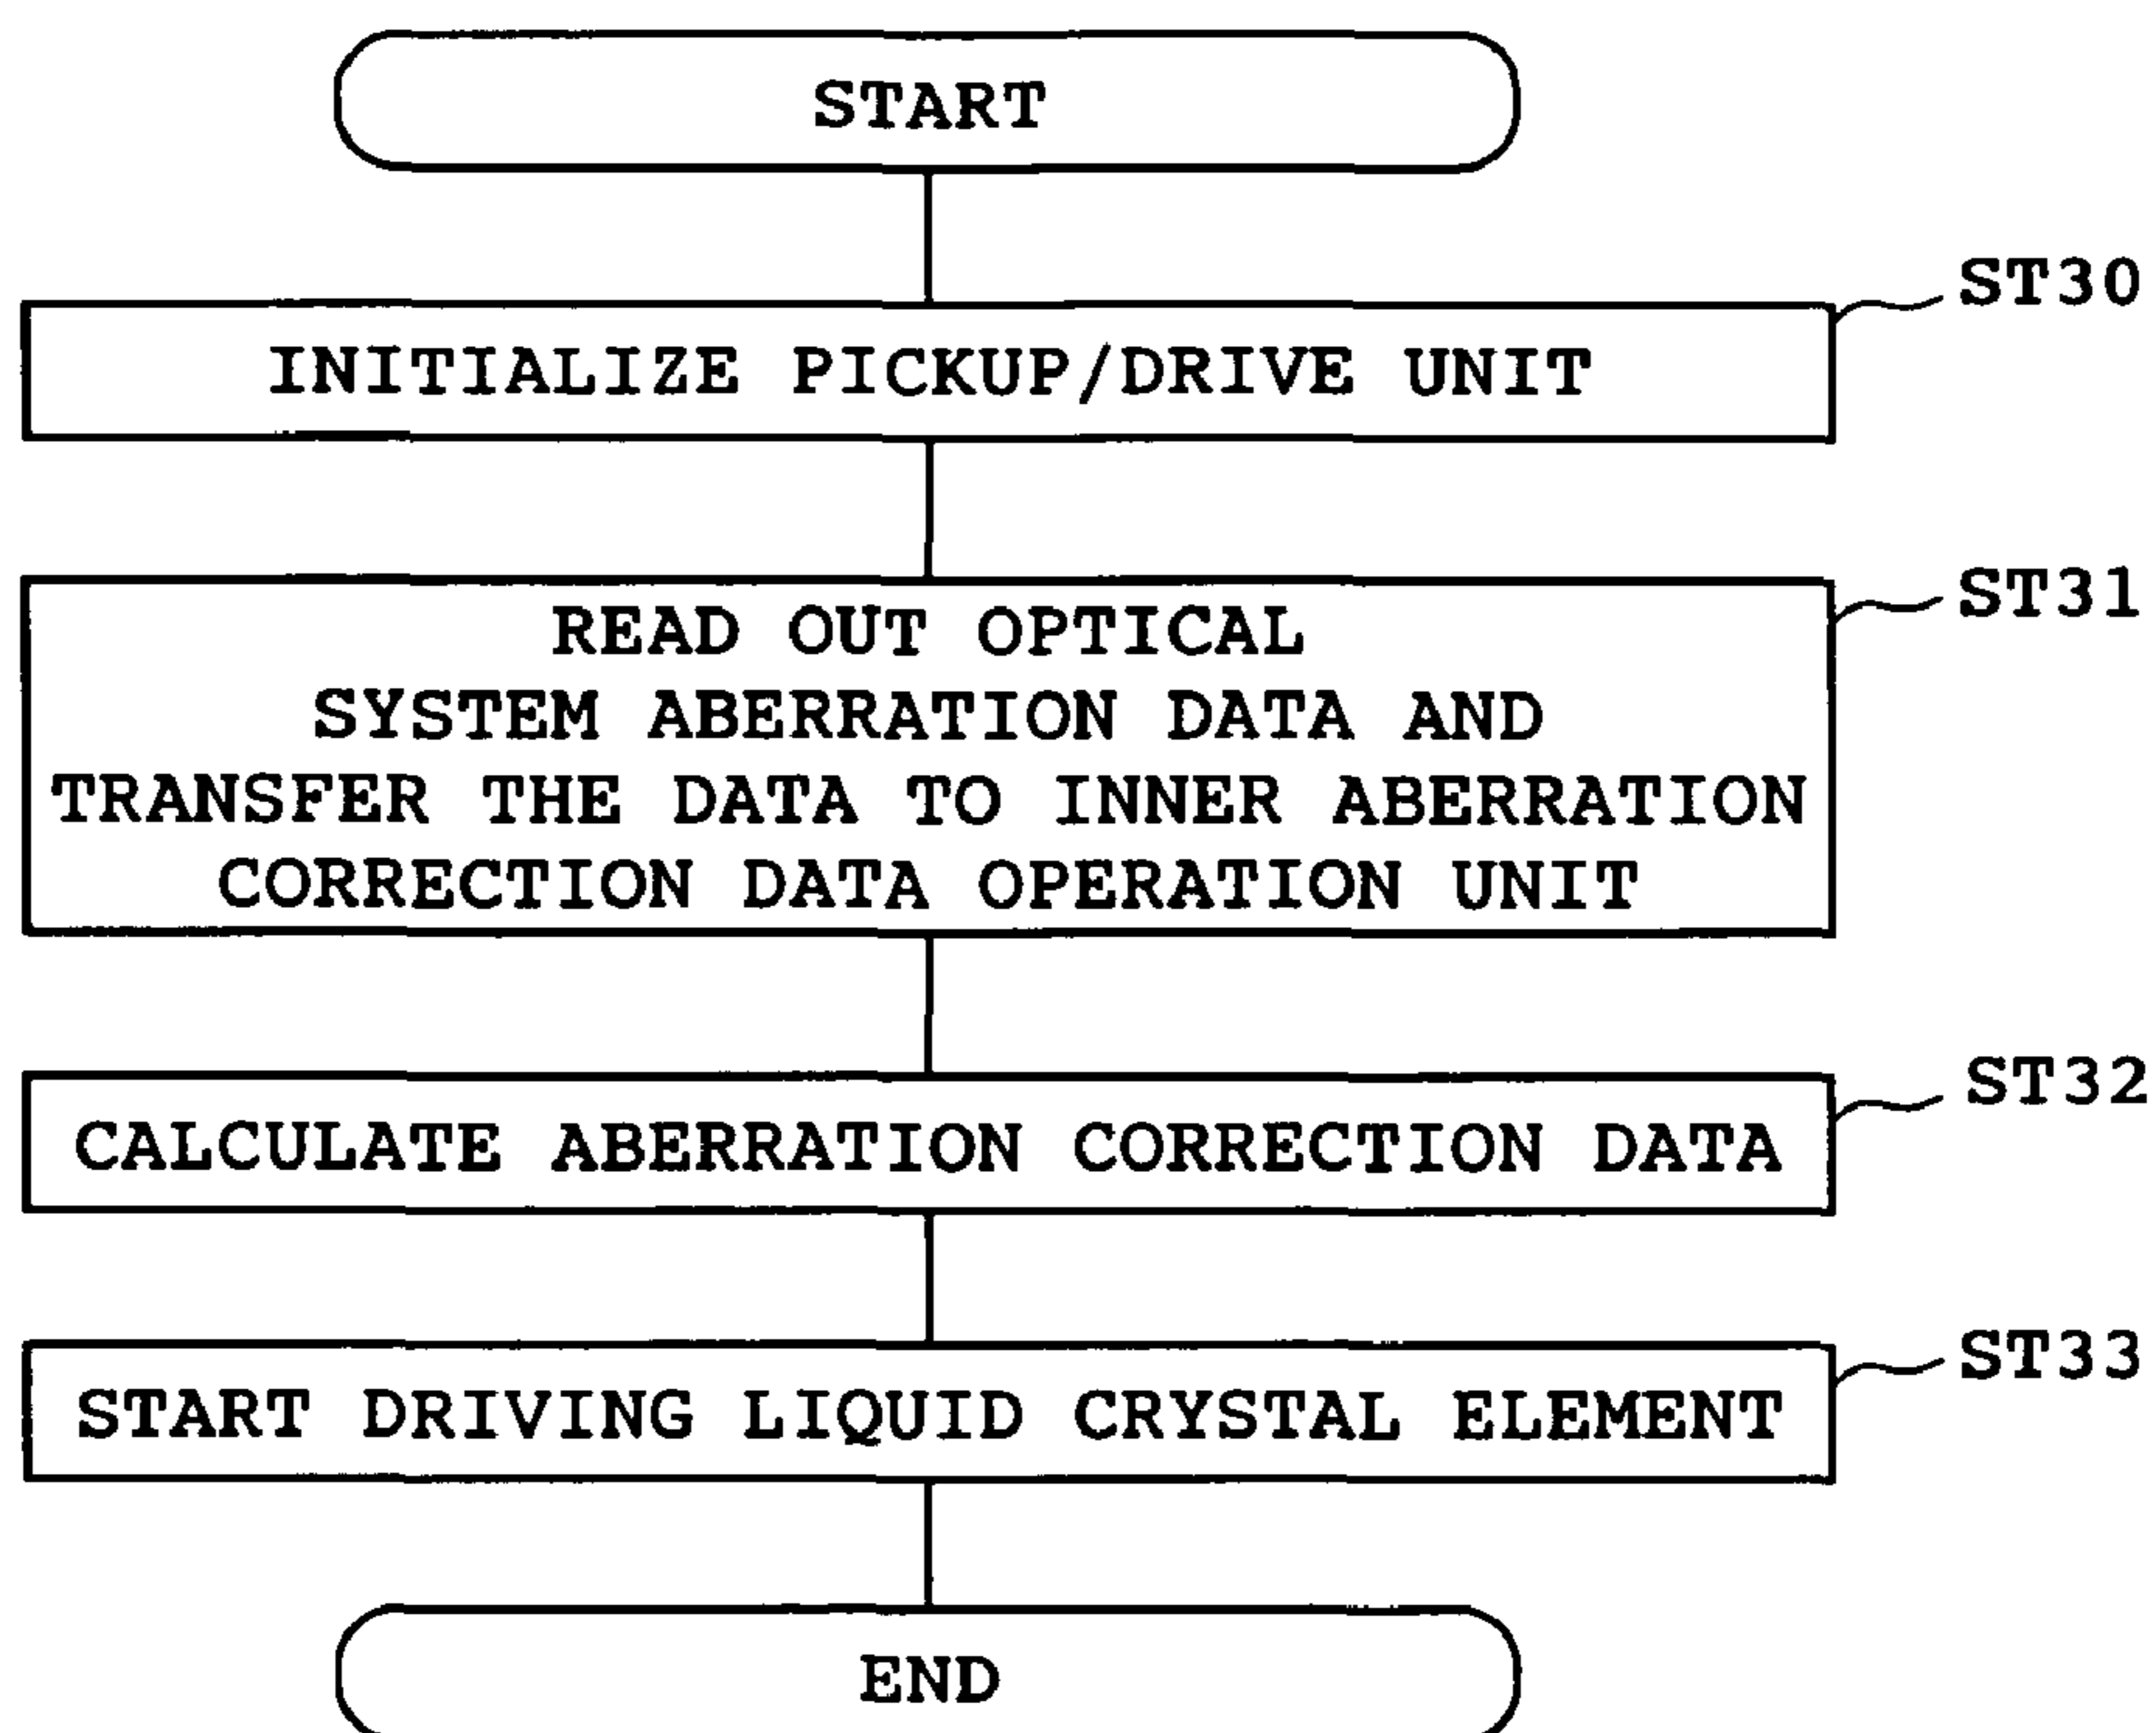 START
ST30
INITIALIZE PICKUP/DRIVE UNIT
ST31
READ OUT OPTICAL
SYSTEM ABERRATION DATA AND
TRANSFER THE DATA TO INNER ABERRATION
CORRECTION DATA OPERATION UNIT
ST32
CALCULATE ABERRATION CORRECTION DATA
ST33
START DRIVING LIQUID CRYSTAL ELEMENT
END